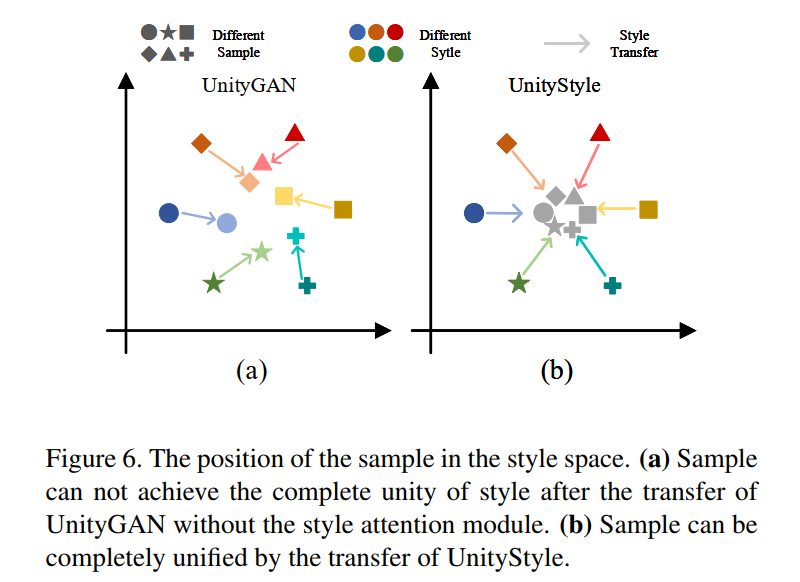 Different
Sample
Different
Sytle
Style
Transfer
UnityGAN
UnityStyle
(a)
(b)
Figure 6. The position of the sample in the style space. (a) Sample
can not achieve the complete unity of style after the transfer of
UnityGAN without the style attention module. (b) Sample can be
completely unified by the transfer of UnityStyle.